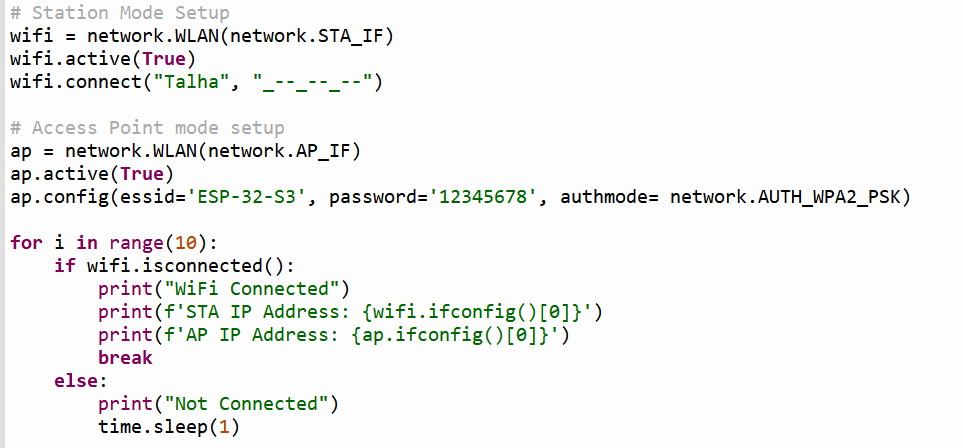 # Station Mode Setup
wifi = network.WLAN(network.STA_IF)
wifi.active(True)
wifi.connect("Talha", "_--_--_--")

# Access Point mode setup
ap = network.WLAN(network.AP_IF)
ap.active(True)
ap.config(essid='ESP-32-S3', password='12345678', authmode= network.AUTH_WPA2_PSK)

for i in range(10):
    if wifi.isconnected():
        print("WiFi Connected")
        print(f'STA IP Address: {wifi.ifconfig()[0]}')
        print(f'AP IP Address: {ap.ifconfig()[0]}')
        break
    else:
        print("Not Connected")
        time.sleep(1)